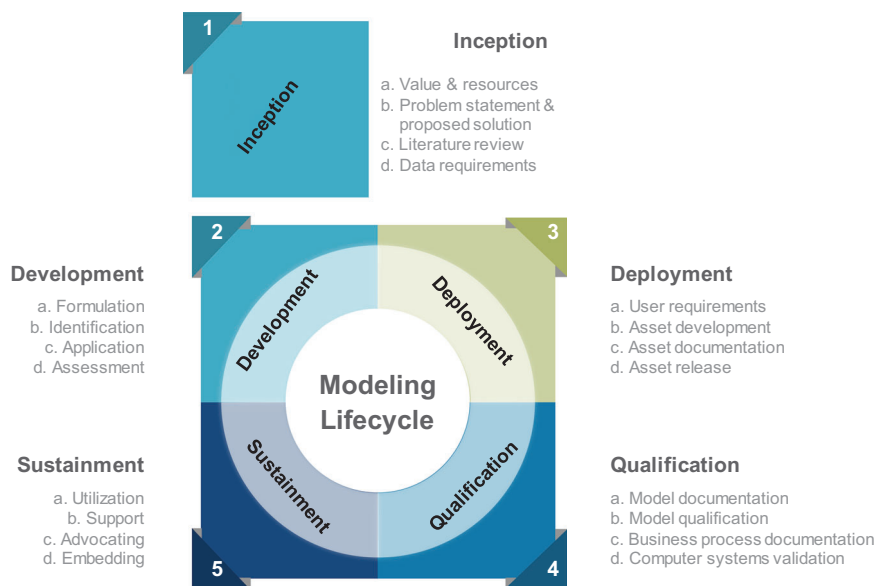 1
Inception
Inception
a. Value & resources
b. Problem statement &
proposed solution
c. Literature review
d. Data requirements
2
3
Development
a. Formulation
b. Identification
c. Application
d. Assessment
Development
Deployment
Deployment
a. User requirements
b. Asset development
c. Asset documentation
d. Asset release
Modeling
Lifecycle
Sustainment
a. Utilization
b. Support
c. Advocating
d. Embedding
Sustainment
Qualification
Qualification
a. Model documentation
b. Model qualification
c. Business process documentation
d. Computer systems validation
5
4